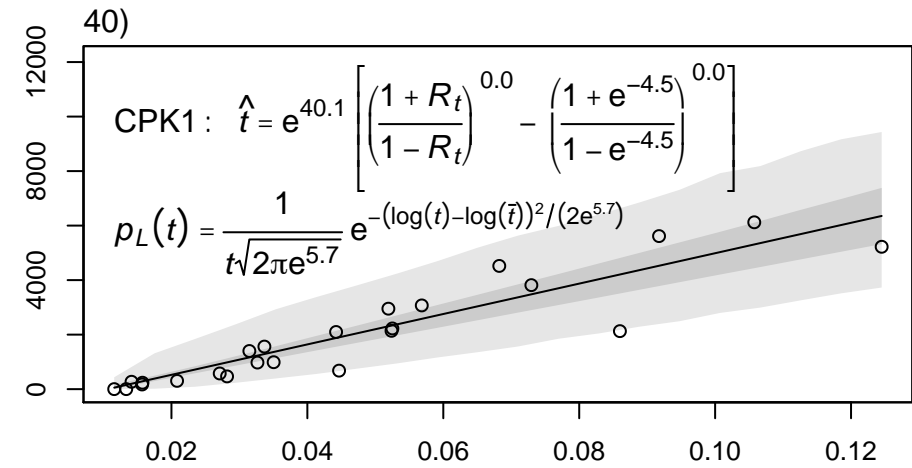 40)
12000
8000
4000
0
CPK1 : t̂ = e^40.1 [((1 + R_t)/(1 − R_t))^0.0 − ((1 + e^−4.5)/(1 − e^−4.5))^0.0]
p_L(t) = 1/(t√(2πe^5.7)) e^−(log(t)−log(t̄))²/(2e^5.7)
0.02 0.04 0.06 0.08 0.10 0.12